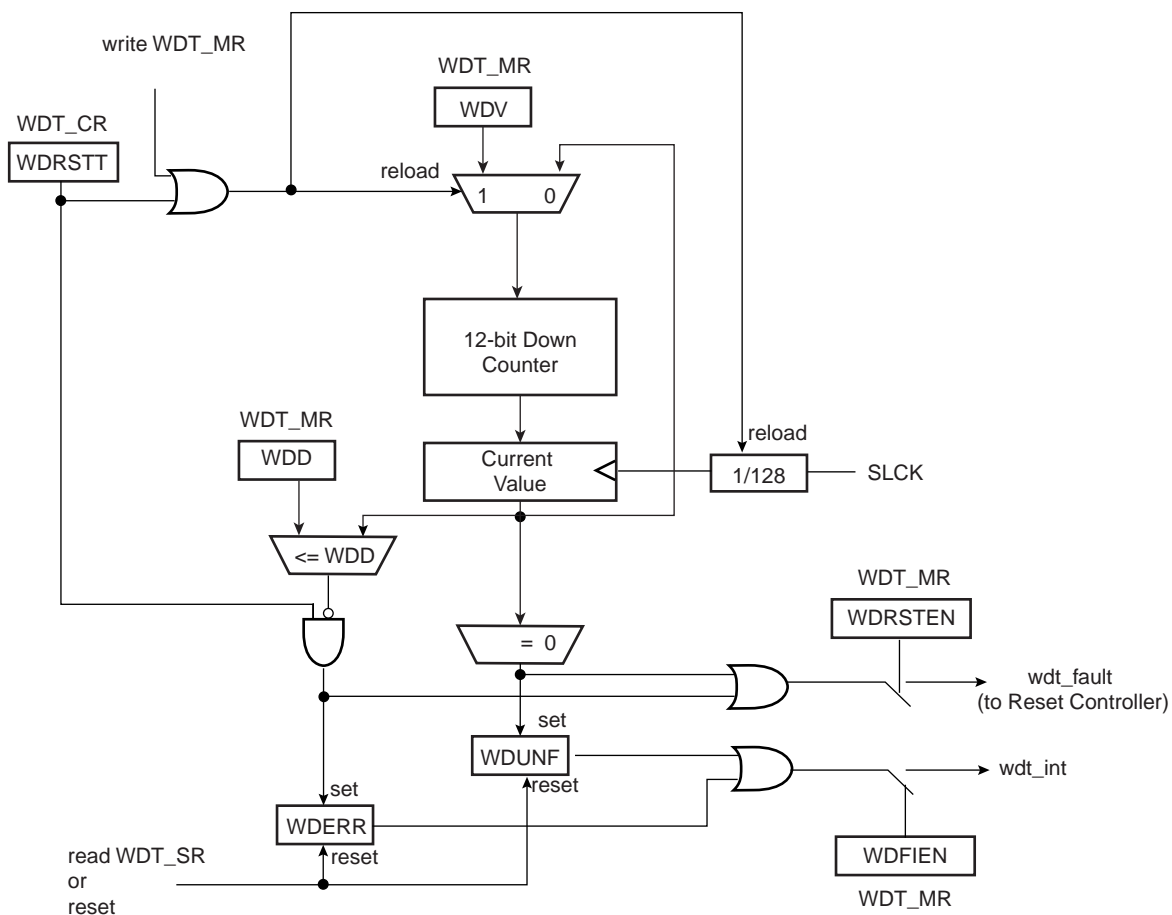 write WDT_MR
WDT_MR
WDV
WDT_CR
WDRSTT
reload
1 0
12-bit Down
Counter
WDT_MR
WDD
Current
Value
reload
1/128
SLCK
<= WDD
WDT_MR
WDRSTEN
= 0
wdt_fault
(to Reset Controller)
set
WDUNF
reset
wdt_int
set
WDERR
reset
read WDT_SR
or
reset
WDFIEN
WDT_MR